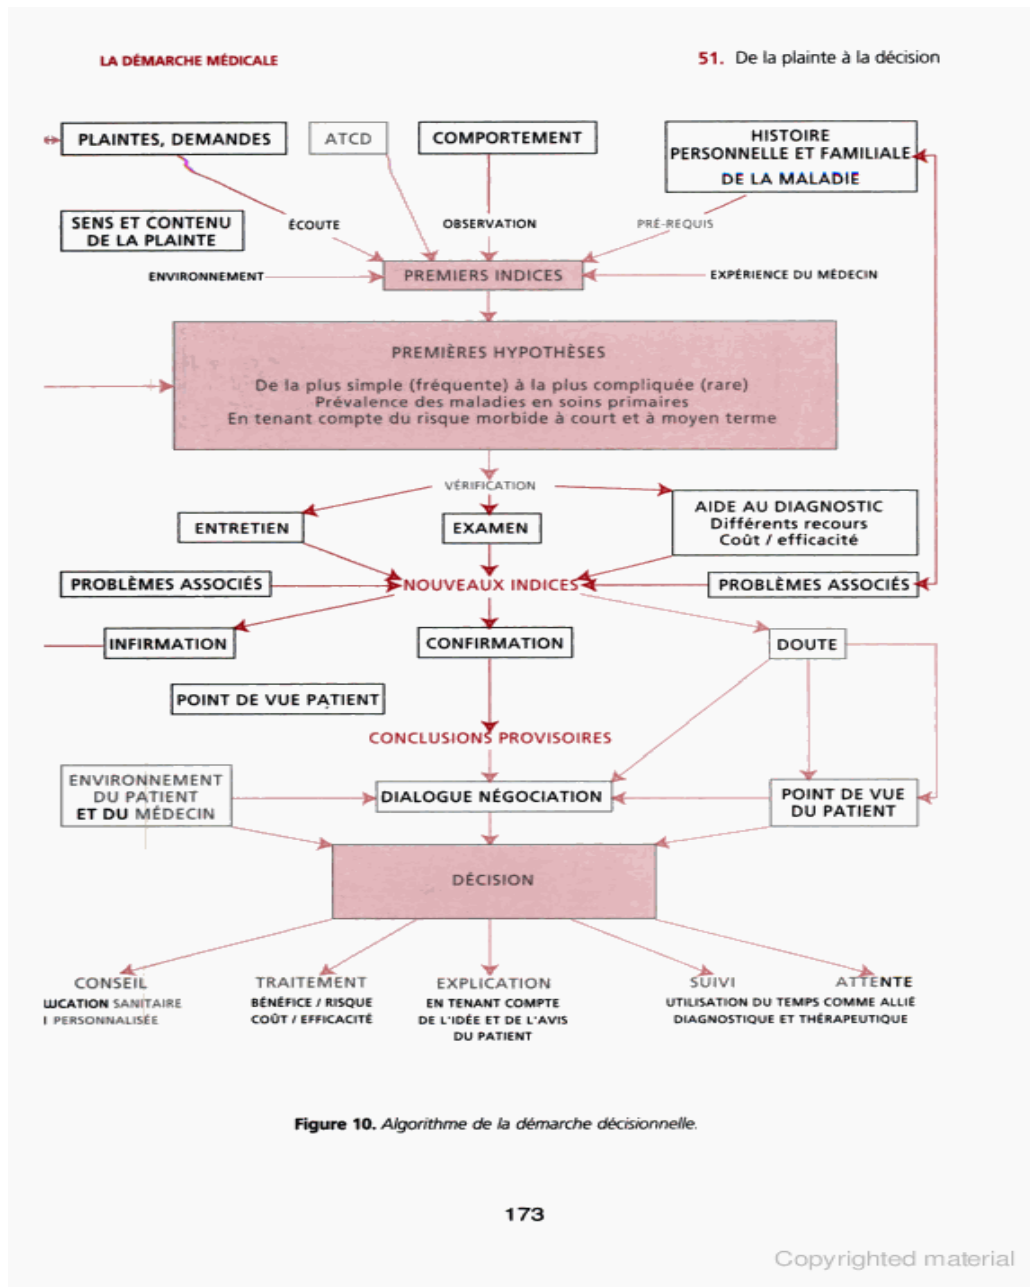 LA DÉMARCHE MÉDICALE
51. De la plainte à la décision
PLAINTES, DEMANDES
ATCD
COMPORTEMENT
HISTOIRE
PERSONNELLE ET FAMILIALE
DE LA MALADIE
SENS ET CONTENU
DE LA PLAINTE
ÉCOUTE
OBSERVATION
PRÉ-REQUIS
ENVIRONNEMENT
PREMIERS INDICES
EXPÉRIENCE DU MÉDECIN
PREMIÈRES HYPOTHÈSES
De la plus simple (fréquente) à la plus compliquée (rare)
Prévalence des maladies en soins primaires
En tenant compte du risque morbide à court et à moyen terme
VÉRIFICATION
ENTRETIEN
EXAMEN
AIDE AU DIAGNOSTIC
Différents recours
Coût / efficacité
PROBLÈMES ASSOCIÉS
NOUVEAUX INDICES
PROBLÈMES ASSOCIÉS
INFIRMATION
CONFIRMATION
DOUTE
POINT DE VUE PATIENT
CONCLUSIONS PROVISOIRES
ENVIRONNEMENT
DU PATIENT
ET DU MÉDECIN
DIALOGUE NÉGOCIATION
POINT DE VUE
DU PATIENT
DÉCISION
CONSEIL
SANITAIRE
PERSONNALISÉE
TRAITEMENT
BÉNÉFICE / RISQUE
COÛT / EFFICACITÉ
EXPLICATION
EN TENANT COMPTE
DE L'IDÉE ET DE L'AVIS
DU PATIENT
SUIVI
ATTENTE
UTILISATION DU TEMPS COMME ALLIÉ
DIAGNOSTIQUE ET THÉRAPEUTIQUE
Figure 10. Algorithme de la démarche décisionnelle.
173
Copyrighted material